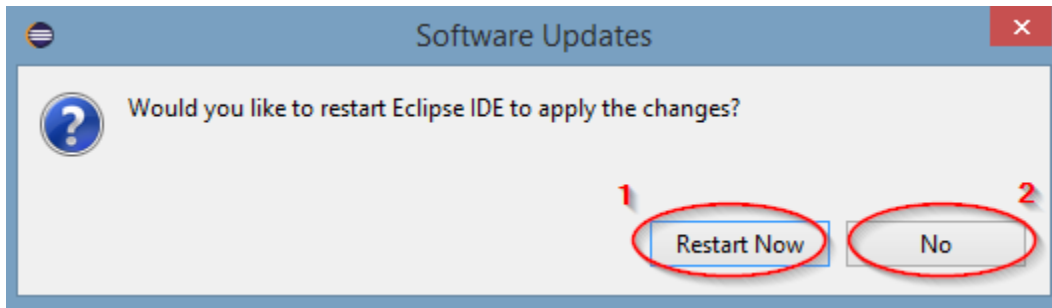 Software Updates
Would you like to restart Eclipse IDE to apply the changes?
1
2
Restart Now
No